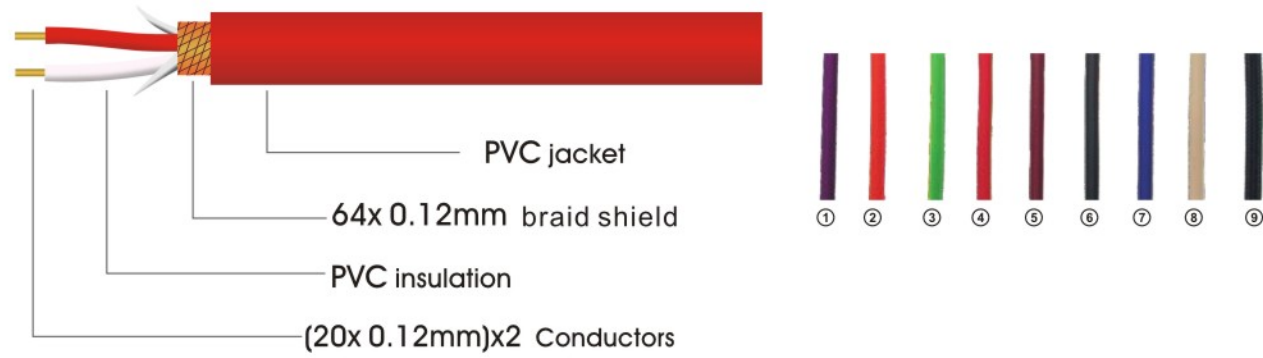 PVC jacket
64x 0.12mm braid shield
PVC insulation
(20x 0.12mm)x2 Conductors
① ② ③ ④ ⑤ ⑥ ⑦ ⑧ ⑨